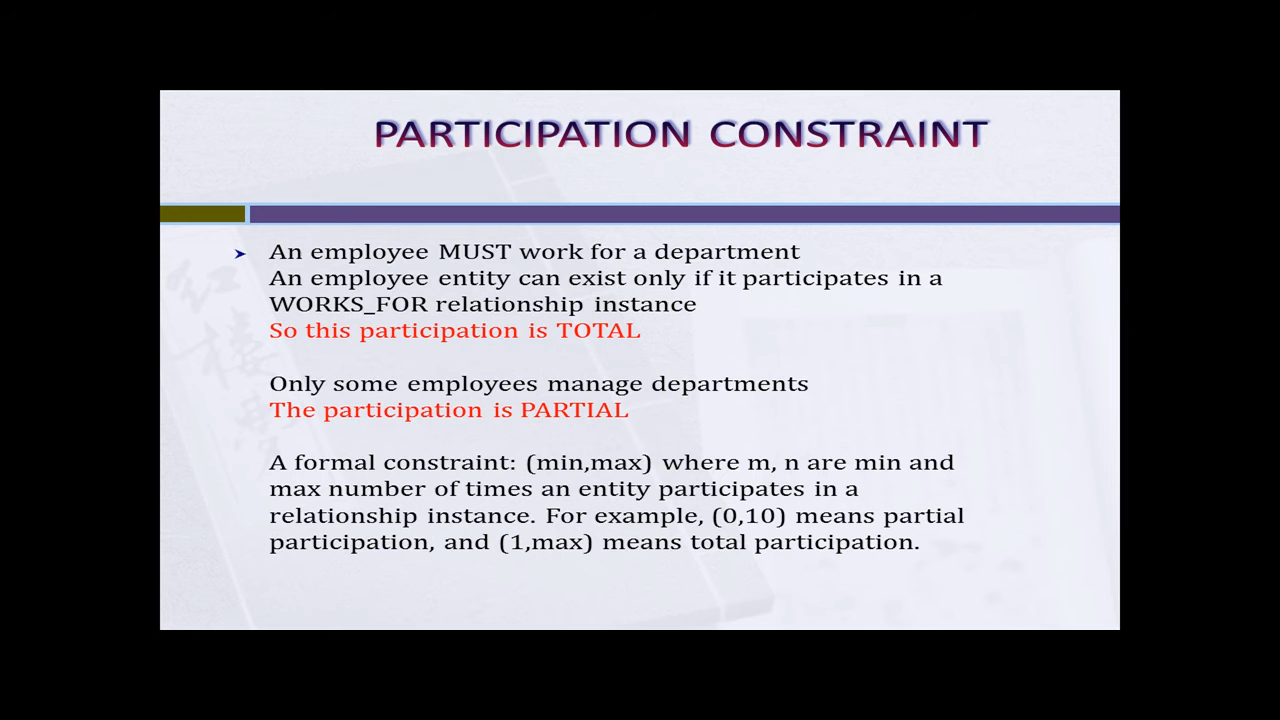 PARTICIPATION CONSTRAINT
An employee MUST work for a department
An employee entity can exist only if it participates in a
WORKS_FOR relationship instance
So this participation is TOTAL
Only some employees manage departments
The participation is PARTIAL
A formal constraint: (min,max) where m, n are min and
max number of times an entity participates in a
relationship instance. For example, (0,10) means partial
participation, and (1,max) means total participation.